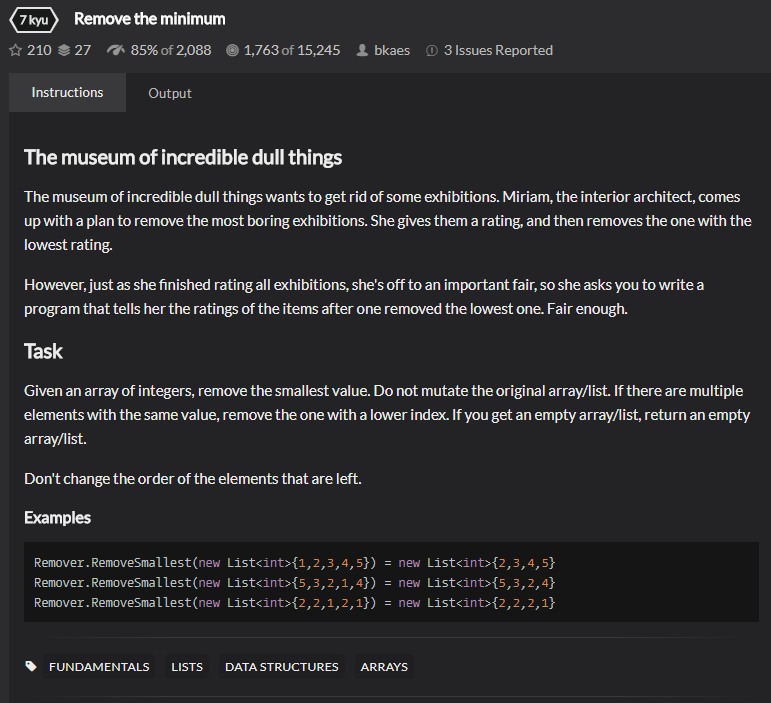 7 kyu Remove the minimum
210 27 85% of 2,088 1,763 of 15,245 bkaes 3 Issues Reported
Instructions Output
The museum of incredible dull things
The museum of incredible dull things wants to get rid of some exhibitions. Miriam, the interior architect, comes
up with a plan to remove the most boring exhibitions. She gives them a rating, and then removes the one with the
lowest rating.
However, just as she finished rating all exhibitions, she's off to an important fair, so she asks you to write a
program that tells her the ratings of the items after one removed the lowest one. Fair enough.
Task
Given an array of integers, remove the smallest value. Do not mutate the original array/list. If there are multiple
elements with the same value, remove the one with a lower index. If you get an empty array/list, return an empty
array/list.
Don't change the order of the elements that are left.
Examples
Remover.RemoveSmallest(new List<int>{1,2,3,4,5}) = new List<int>{2,3,4,5}
Remover.RemoveSmallest(new List<int>{5,3,2,1,4}) = new List<int>{5,3,2,4}
Remover.RemoveSmallest(new List<int>{2,2,1,2,1}) = new List<int>{2,2,2,1}
FUNDAMENTALS LISTS DATA STRUCTURES ARRAYS